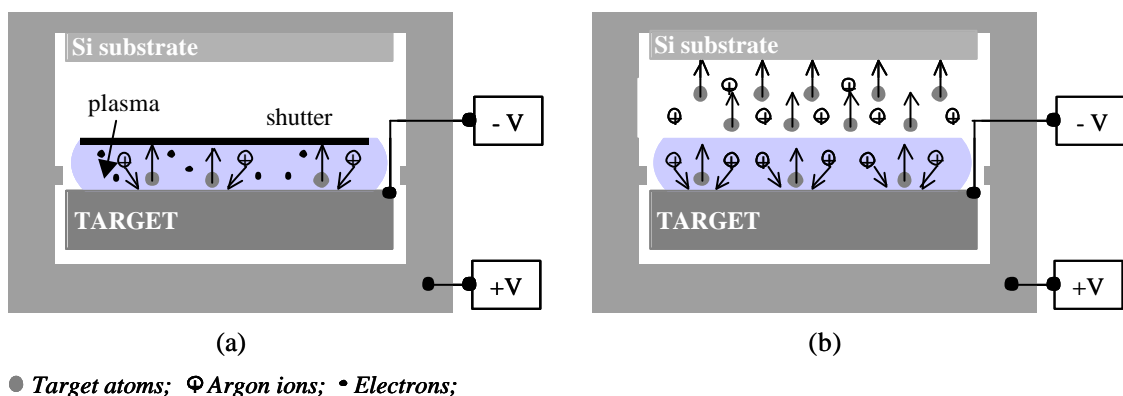 Si substrate
plasma
shutter
- V
TARGET
+V
(a)
Si substrate
- V
TARGET
+V
(b)
Target atoms; Argon ions; Electrons;